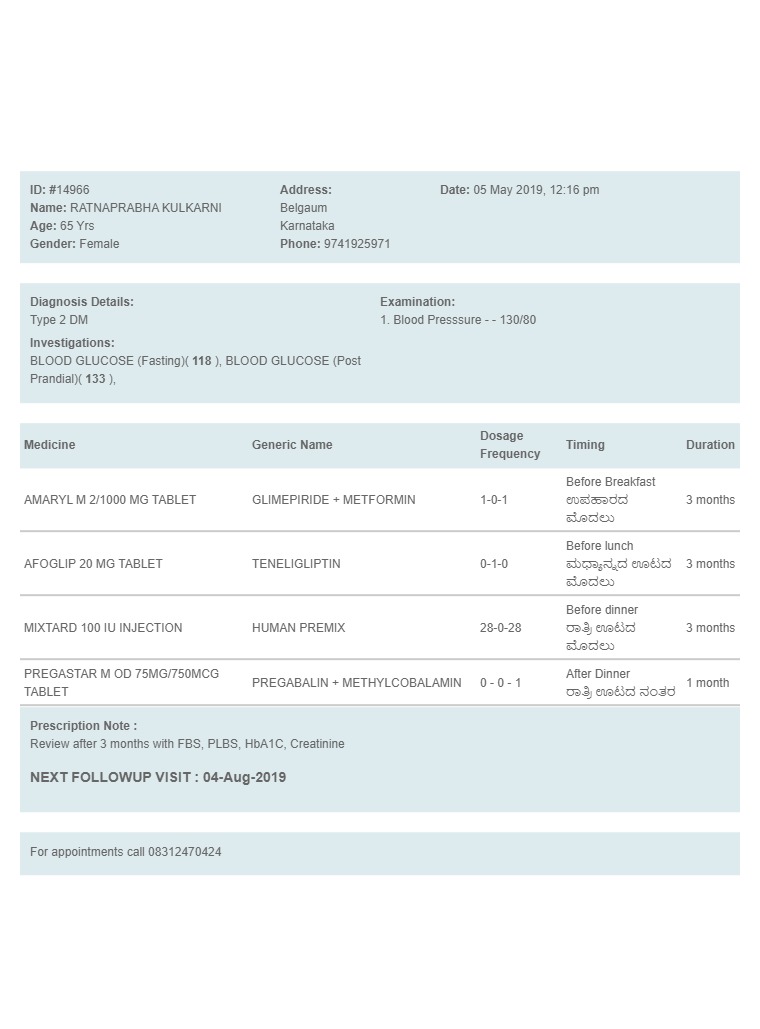 ID: #14966
Name: RATNAPRABHA KULKARNI
Age: 65 Yrs
Gender: Female
Address:
Belgaum
Karnataka
Phone: 9741925971
Date: 05 May 2019, 12:16 pm
Diagnosis Details:
Type 2 DM
Investigations:
BLOOD GLUCOSE (Fasting)( 118 ), BLOOD GLUCOSE (Post
Prandial)( 133 ),
Examination:
1. Blood Presssure - - 130/80
Medicine Generic Name Dosage Frequency Timing Duration
AMARYL M 2/1000 MG TABLET GLIMEPIRIDE + METFORMIN 1-0-1 Before Breakfast 3 months
ಉಪಹಾರದ
ಮೊದಲು
AFOGLIP 20 MG TABLET TENELIGLIPTIN 0-1-0 Before lunch 3 months
ಮಧ್ಯಾನ್ನದ ಊಟದ
ಮೊದಲು
MIXTARD 100 IU INJECTION HUMAN PREMIX 28-0-28 Before dinner 3 months
ರಾತ್ರಿ ಊಟದ
ಮೊದಲು
PREGASTAR M OD 75MG/750MCG
TABLET PREGABALIN + METHYLCOBALAMIN 0 - 0 - 1 After Dinner 1 month
ರಾತ್ರಿ ಊಟದ ನಂತರ
Prescription Note :
Review after 3 months with FBS, PLBS, HbA1C, Creatinine
NEXT FOLLOWUP VISIT : 04-Aug-2019
For appointments call 08312470424